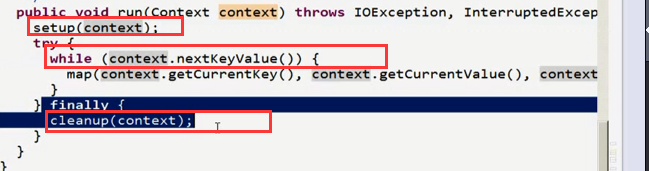 public void run(Context context) throws IOException, InterruptedExcep
setup(context);
try {
while (context.nextKeyValue()) {
map(context.getCurrentKey(), context.getCurrentValue(), context
}
} finally {
cleanup(context);
}
}
}